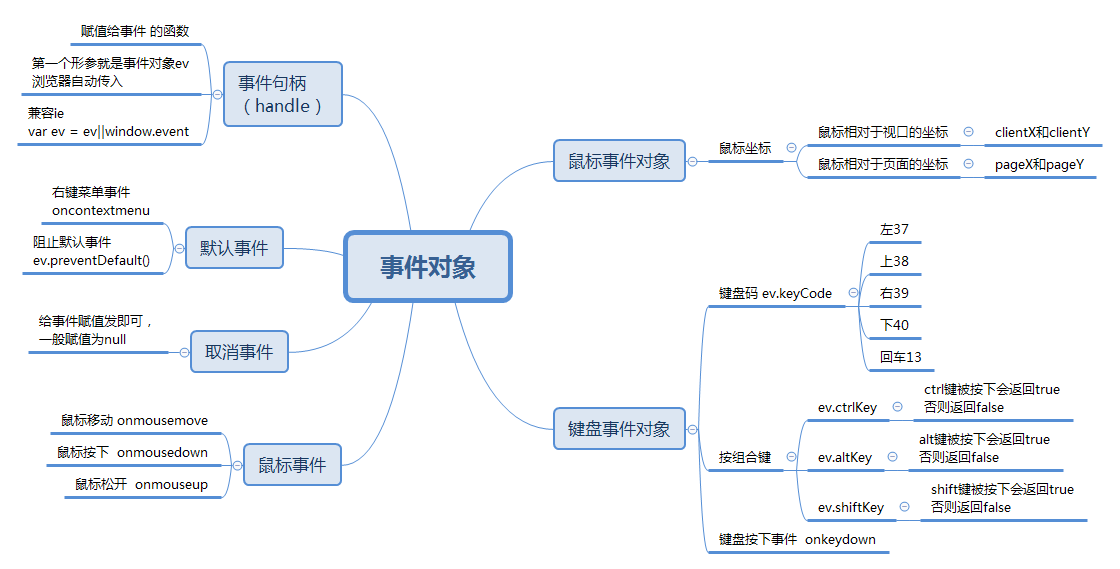 事件对象
事件句柄
（handle）
赋值给事件 的函数
第一个形参就是事件对象ev
浏览器自动传入
兼容ie
var ev = ev||window.event
默认事件
右键菜单事件
oncontextmenu
阻止默认事件
ev.preventDefault()
取消事件
给事件赋值发即可，
一般赋值为null
鼠标事件
鼠标移动 onmousemove
鼠标按下 onmousedown
鼠标松开 onmouseup
鼠标事件对象
鼠标坐标
鼠标相对于视口的坐标
clientX和clientY
鼠标相对于页面的坐标
pageX和pageY
键盘事件对象
键盘码 ev.keyCode
左37
上38
右39
下40
回车13
按组合键
ev.ctrlKey
ctrl键被按下会返回true
否则返回false
ev.altKey
alt键被按下会返回true
否则返回false
ev.shiftKey
shift键被按下会返回true
否则返回false
键盘按下事件 onkeydown